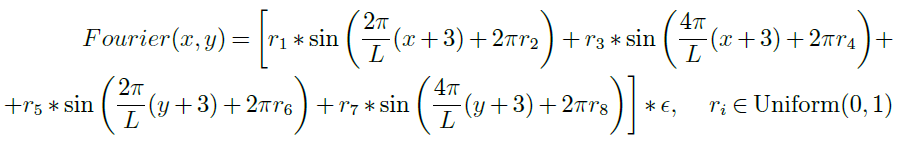 Fourier(x, y) = [r₁ * sin (2π/L (x + 3) + 2πr₂) + r₃ * sin (4π/L (x + 3) + 2πr₄) +
+r₅ * sin (2π/L (y + 3) + 2πr₆) + r₇ * sin (4π/L (y + 3) + 2πr₈)] * ϵ, rᵢ ∈ Uniform(0, 1)